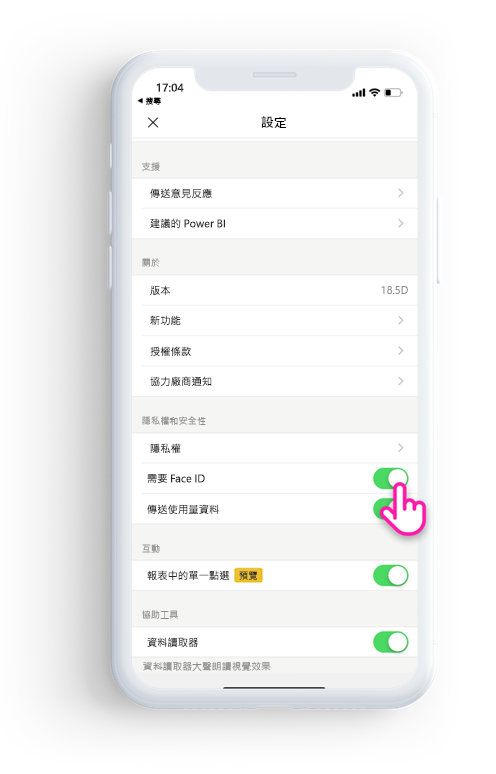 17:04
◀ 搜尋
設定
支援
傳送意見反應
建議的 Power BI
關於
版本 18.5D
新功能
授權條款
協力廠商通知
隱私權和安全性
隱私權
需要 Face ID
傳送使用量資料
互動
報表中的單一點選 預覽
協助工具
資料讀取器
資料讀取器大聲朗讀視覺效果